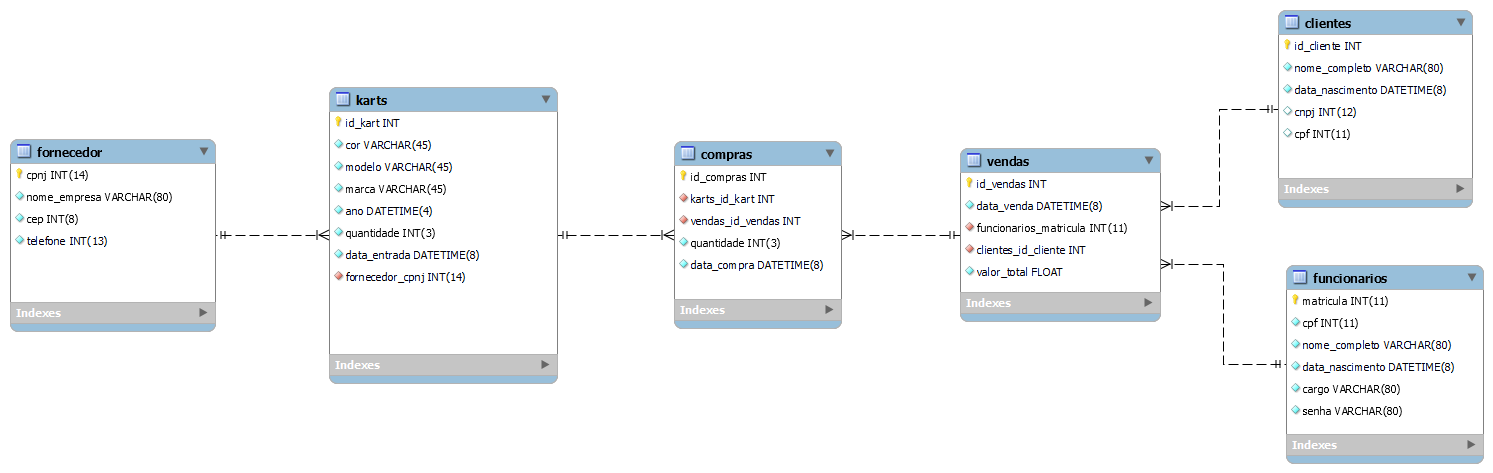 fornecedor
cpnj INT(14)
nome_empresa VARCHAR(80)
cep INT(8)
telefone INT(13)
Indexes
karts
id_kart INT
cor VARCHAR(45)
modelo VARCHAR(45)
marca VARCHAR(45)
ano DATETIME(4)
quantidade INT(3)
data_entrada DATETIME(8)
fornecedor_cpnj INT(14)
Indexes
compras
id_compras INT
karts_id_kart INT
vendas_id_vendas INT
quantidade INT(3)
data_compra DATETIME(8)
Indexes
vendas
id_vendas INT
data_venda DATETIME(8)
funcionarios_matricula INT(11)
clientes_id_cliente INT
valor_total FLOAT
Indexes
clientes
id_cliente INT
nome_completo VARCHAR(80)
data_nascimento DATETIME(8)
cnpj INT(12)
cpf INT(11)
Indexes
funcionarios
matricula INT(11)
cpf INT(11)
nome_completo VARCHAR(80)
data_nascimento DATETIME(8)
cargo VARCHAR(80)
senha VARCHAR(80)
Indexes